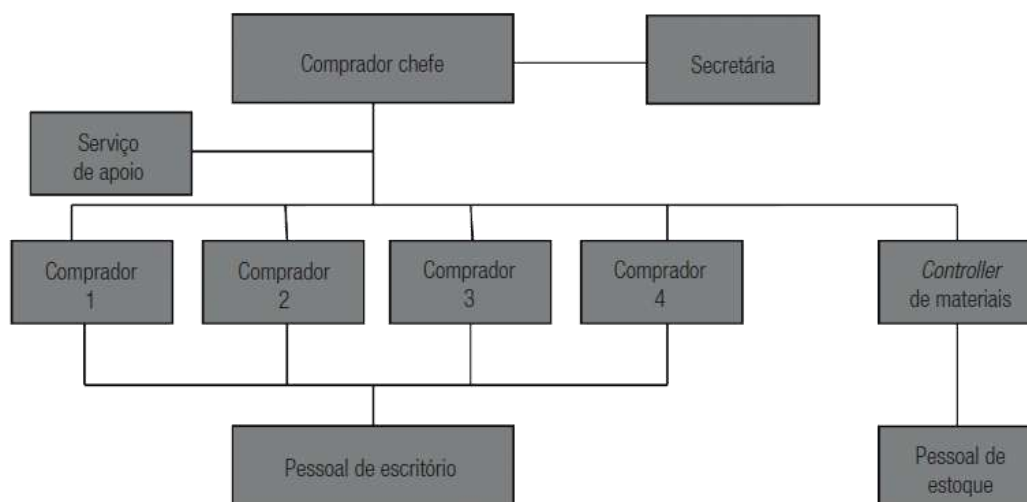 Comprador chefe
Secretária
Serviço
de apoio
Comprador
1
Comprador
2
Comprador
3
Comprador
4
Controller
de materiais
Pessoal de escritório
Pessoal de
estoque